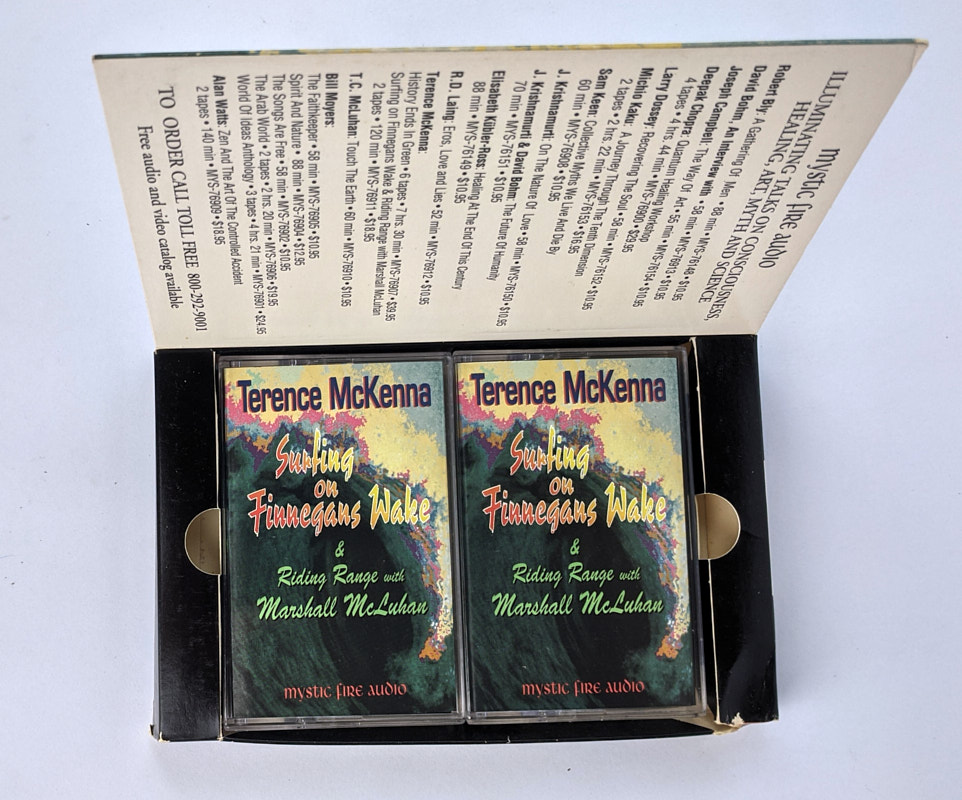 mystic fire audio
ILLUMINATING TALKS ON CONSCIOUSNESS,
HEALING, ART, MYTH AND SCIENCE
Robert Bly: A Gathering Of Men • 88 min • MYS-76148 • $10.95
David Bohm: An Interview with • 58 min •
Joseph Campbell: The Way Of Art • 55 min • MYS-76913 • $10.95
Deepak Chopra: Quantum Healing Workshop
4 tapes • 4 hrs. 44 min • MYS-76900 • $29.95
Larry Dossey: Recovering The Soul • 58 min • MYS-76154 • $10.95
Michio Kaku: A Journey Through The Tenth Dimension
2 tapes • 2 hrs. 22 min • MYS-76153 • $16.95
Sam Keen: Collective Myths We Live And Die By
60 min • MYS-76152 • $10.95
J. Krishnamurti: On The Nature Of Love • 58 min • MYS-76150 • $10.95
J. Krishnamurti & David Bohm: The Future Of Humanity
70 min • MYS-76151 • $10.95
Elisabeth Kübler-Ross: Healing At The End Of This Century
88 min • MYS-76149 • $10.95
R.D. Laing: Eros, Love and Lies • 52 min • MYS-76912 • $10.95
Terence McKenna:
History Ends In Green • 6 tapes • 7 hrs. 30 min • MYS-76907 • $39.95
Surfing on Finnegans Wake & Riding Range with Marshall McLuhan
2 tapes • 120 min • MYS-76911 • $18.95
T.C. McLuhan: Touch The Earth • 60 min • MYS-76910 • $10.95
Bill Moyers:
The Faithkeeper • 58 min • MYS-76905 • $10.95
Spirit And Nature • 88 min • MYS-76904 • $12.95
The Songs Are Free • 58 min • MYS-76902 • $10.95
The Arab World • 2 tapes • 2 hrs. 20 min • MYS-76906 • $19.95
World Of Ideas Anthology • 3 tapes • 4 hrs. 21 min • MYS-76901 • $24.95
Alan Watts: Zen And The Art Of The Controlled Accident
2 tapes • 140 min • MYS-76909 • $18.95
TO ORDER CALL TOLL FREE 800-292-9001
Free audio and video catalog available
Terence McKenna
Surfing
on
Finnegans Wake
&
Riding Range with
Marshall McLuhan
mystic fire audio
Terence McKenna
Surfing
on
Finnegans Wake
&
Riding Range with
Marshall McLuhan
mystic fire audio